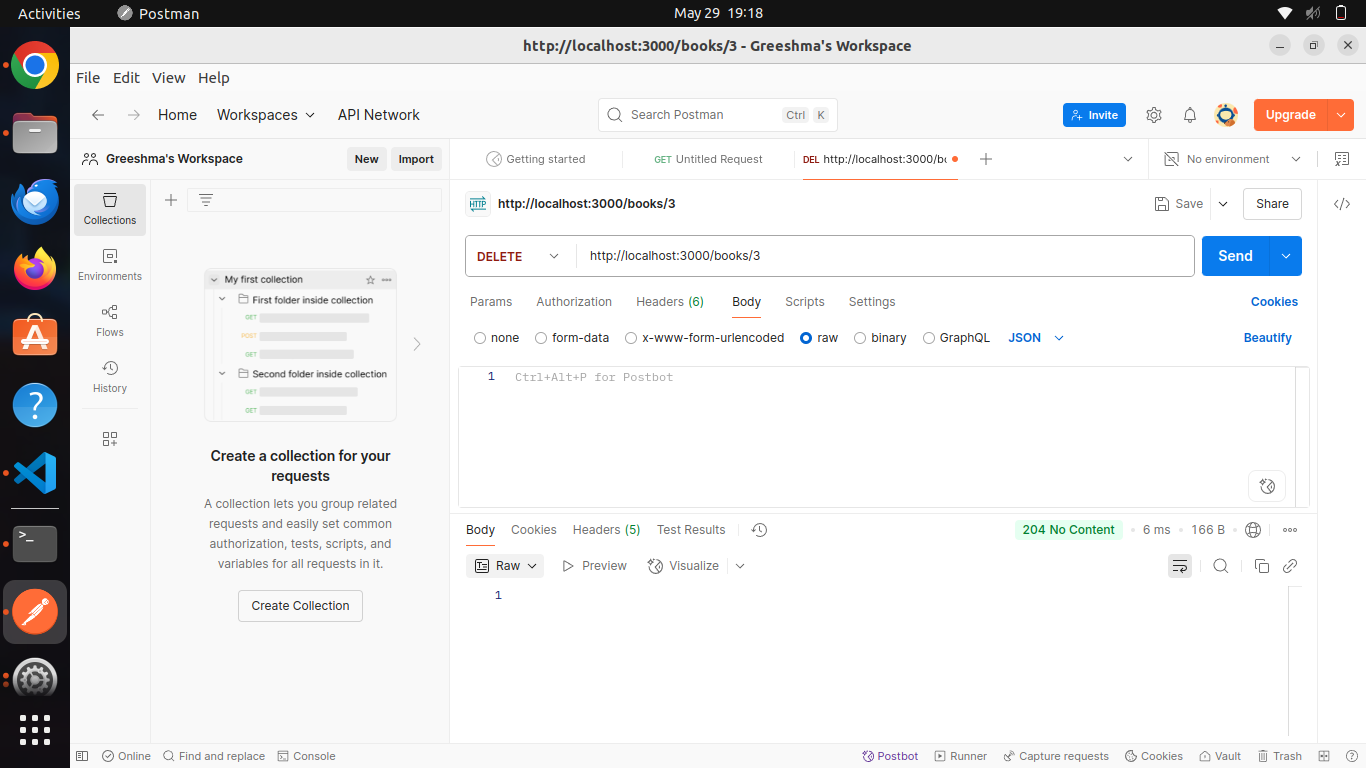 Activities Postman May 29 19:18
http://localhost:3000/books/3 - Greeshma's Workspace
File Edit View Help
Home Workspaces API Network Search Postman Ctrl K Invite Upgrade
Greeshma's Workspace New Import
Getting started GET Untitled Request DEL http://localhost:3000/bo No environment
Collections
Environments
Flows
History
My first collection
First folder inside collection
GET
POST
GET
Second folder inside collection
GET
GET
Create a collection for your
requests
A collection lets you group related
requests and easily set common
authorization, tests, scripts, and
variables for all requests in it.
Create Collection
HTTP http://localhost:3000/books/3 Save Share
DELETE http://localhost:3000/books/3 Send
Params Authorization Headers (6) Body Scripts Settings Cookies
none form-data x-www-form-urlencoded raw binary GraphQL JSON Beautify
1 Ctrl+Alt+P for Postbot
Body Cookies Headers (5) Test Results 204 No Content • 6 ms • 166 B
Raw Preview Visualize
1
Online Find and replace Console Postbot Runner Capture requests Cookies Vault Trash